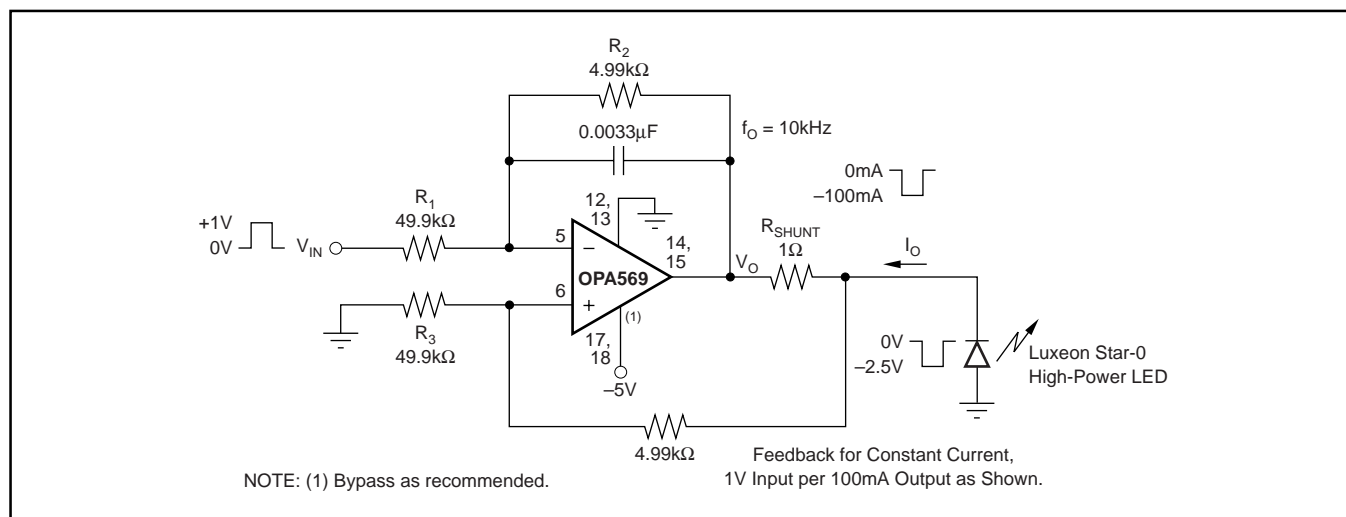 R2
4.99kΩ
0.0033μF
fO = 10kHz
0mA
–100mA
R1
49.9kΩ
12,
13
RSHUNT
1Ω
+1V
0V
VIN
5
–
14,
15
VO
IO
OPA569
6
+
(1)
R3
49.9kΩ
17,
18
–5V
0V
–2.5V
Luxeon Star-0
High-Power LED
4.99kΩ
Feedback for Constant Current,
1V Input per 100mA Output as Shown.
NOTE: (1) Bypass as recommended.